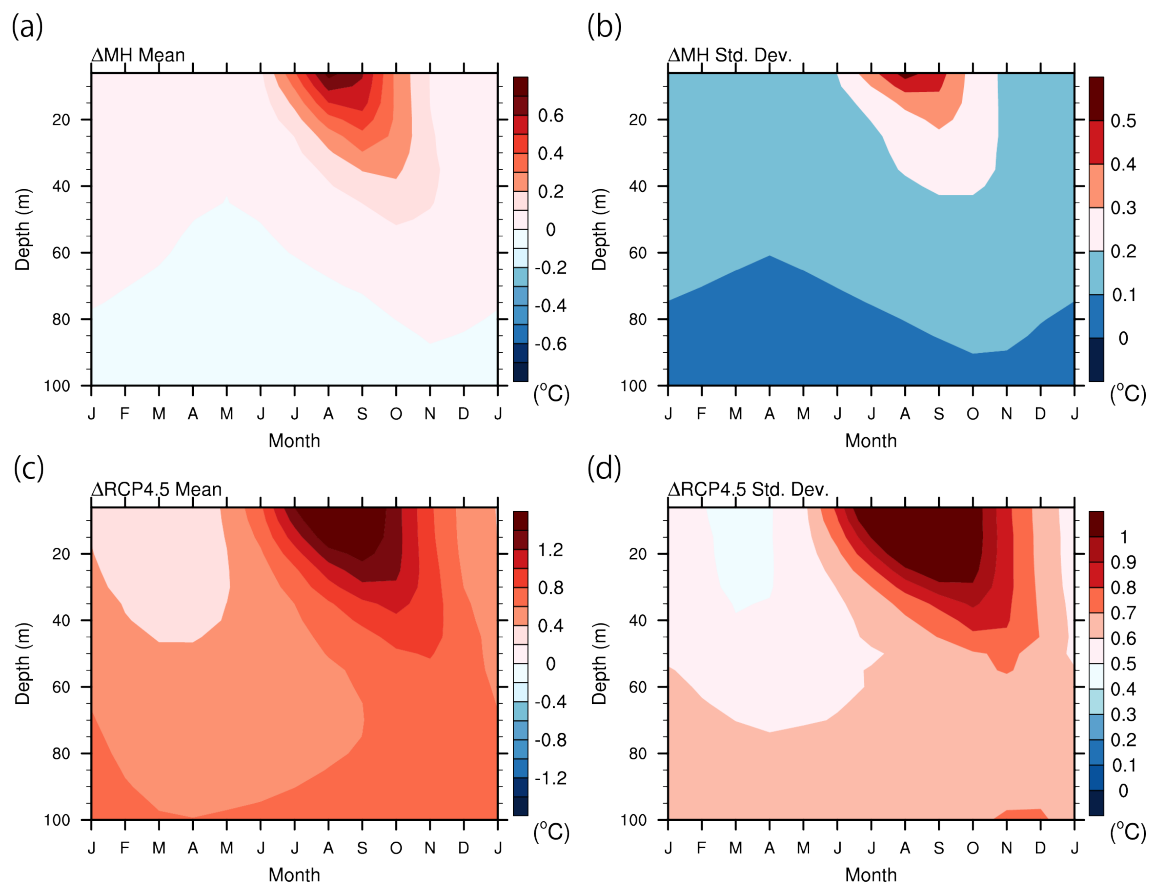 (a)
ΔMH Mean
Depth (m)
20
40
60
80
100
J F M A M J J A S O N D J
Month
0.6
0.4
0.2
0
-0.2
-0.4
-0.6
(°C)
(b)
ΔMH Std. Dev.
Depth (m)
20
40
60
80
100
J F M A M J J A S O N D J
Month
0.5
0.4
0.3
0.2
0.1
0
(°C)
(c)
ΔRCP4.5 Mean
Depth (m)
20
40
60
80
100
J F M A M J J A S O N D J
Month
1.2
0.8
0.4
0
-0.4
-0.8
-1.2
(°C)
(d)
ΔRCP4.5 Std. Dev.
Depth (m)
20
40
60
80
100
J F M A M J J A S O N D J
Month
1
0.9
0.8
0.7
0.6
0.5
0.4
0.3
0.2
0.1
0
(°C)